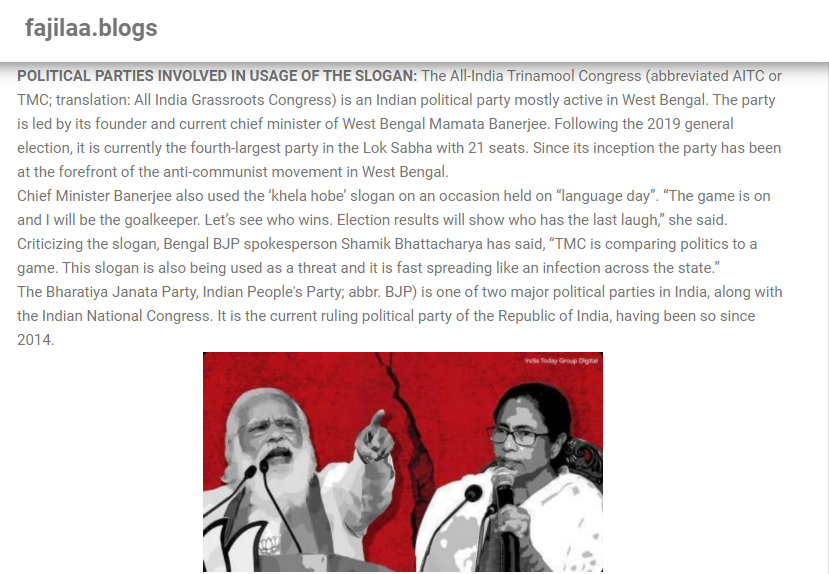 fajilaa.blogs
POLITICAL PARTIES INVOLVED IN USAGE OF THE SLOGAN: The All-India Trinamool Congress (abbreviated AITC or
TMC; translation: All India Grassroots Congress) is an Indian political party mostly active in West Bengal. The party
is led by its founder and current chief minister of West Bengal Mamata Banerjee. Following the 2019 general
election, it is currently the fourth-largest party in the Lok Sabha with 21 seats. Since its inception the party has been
at the forefront of the anti-communist movement in West Bengal.
Chief Minister Banerjee also used the ‘khela hobe’ slogan on an occasion held on “language day”. “The game is on
and I will be the goalkeeper. Let’s see who wins. Election results will show who has the last laugh,” she said.
Criticizing the slogan, Bengal BJP spokesperson Shamik Bhattacharya has said, “TMC is comparing politics to a
game. This slogan is also being used as a threat and it is fast spreading like an infection across the state.”
The Bharatiya Janata Party, Indian People's Party; abbr. BJP) is one of two major political parties in India, along with
the Indian National Congress. It is the current ruling political party of the Republic of India, having been so since
2014.
India Today Group Digital